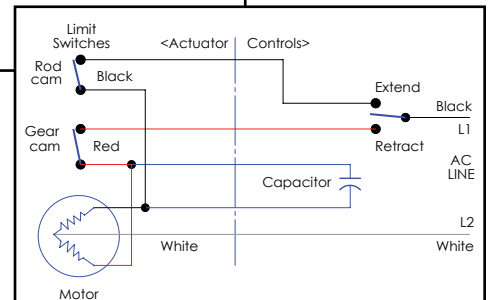 Limit
Switches
<Actuator
Controls>
Rod
cam
Black
Extend
Black
L1
Gear
cam
Red
Retract
AC
LINE
Capacitor
L2
White
White
Motor